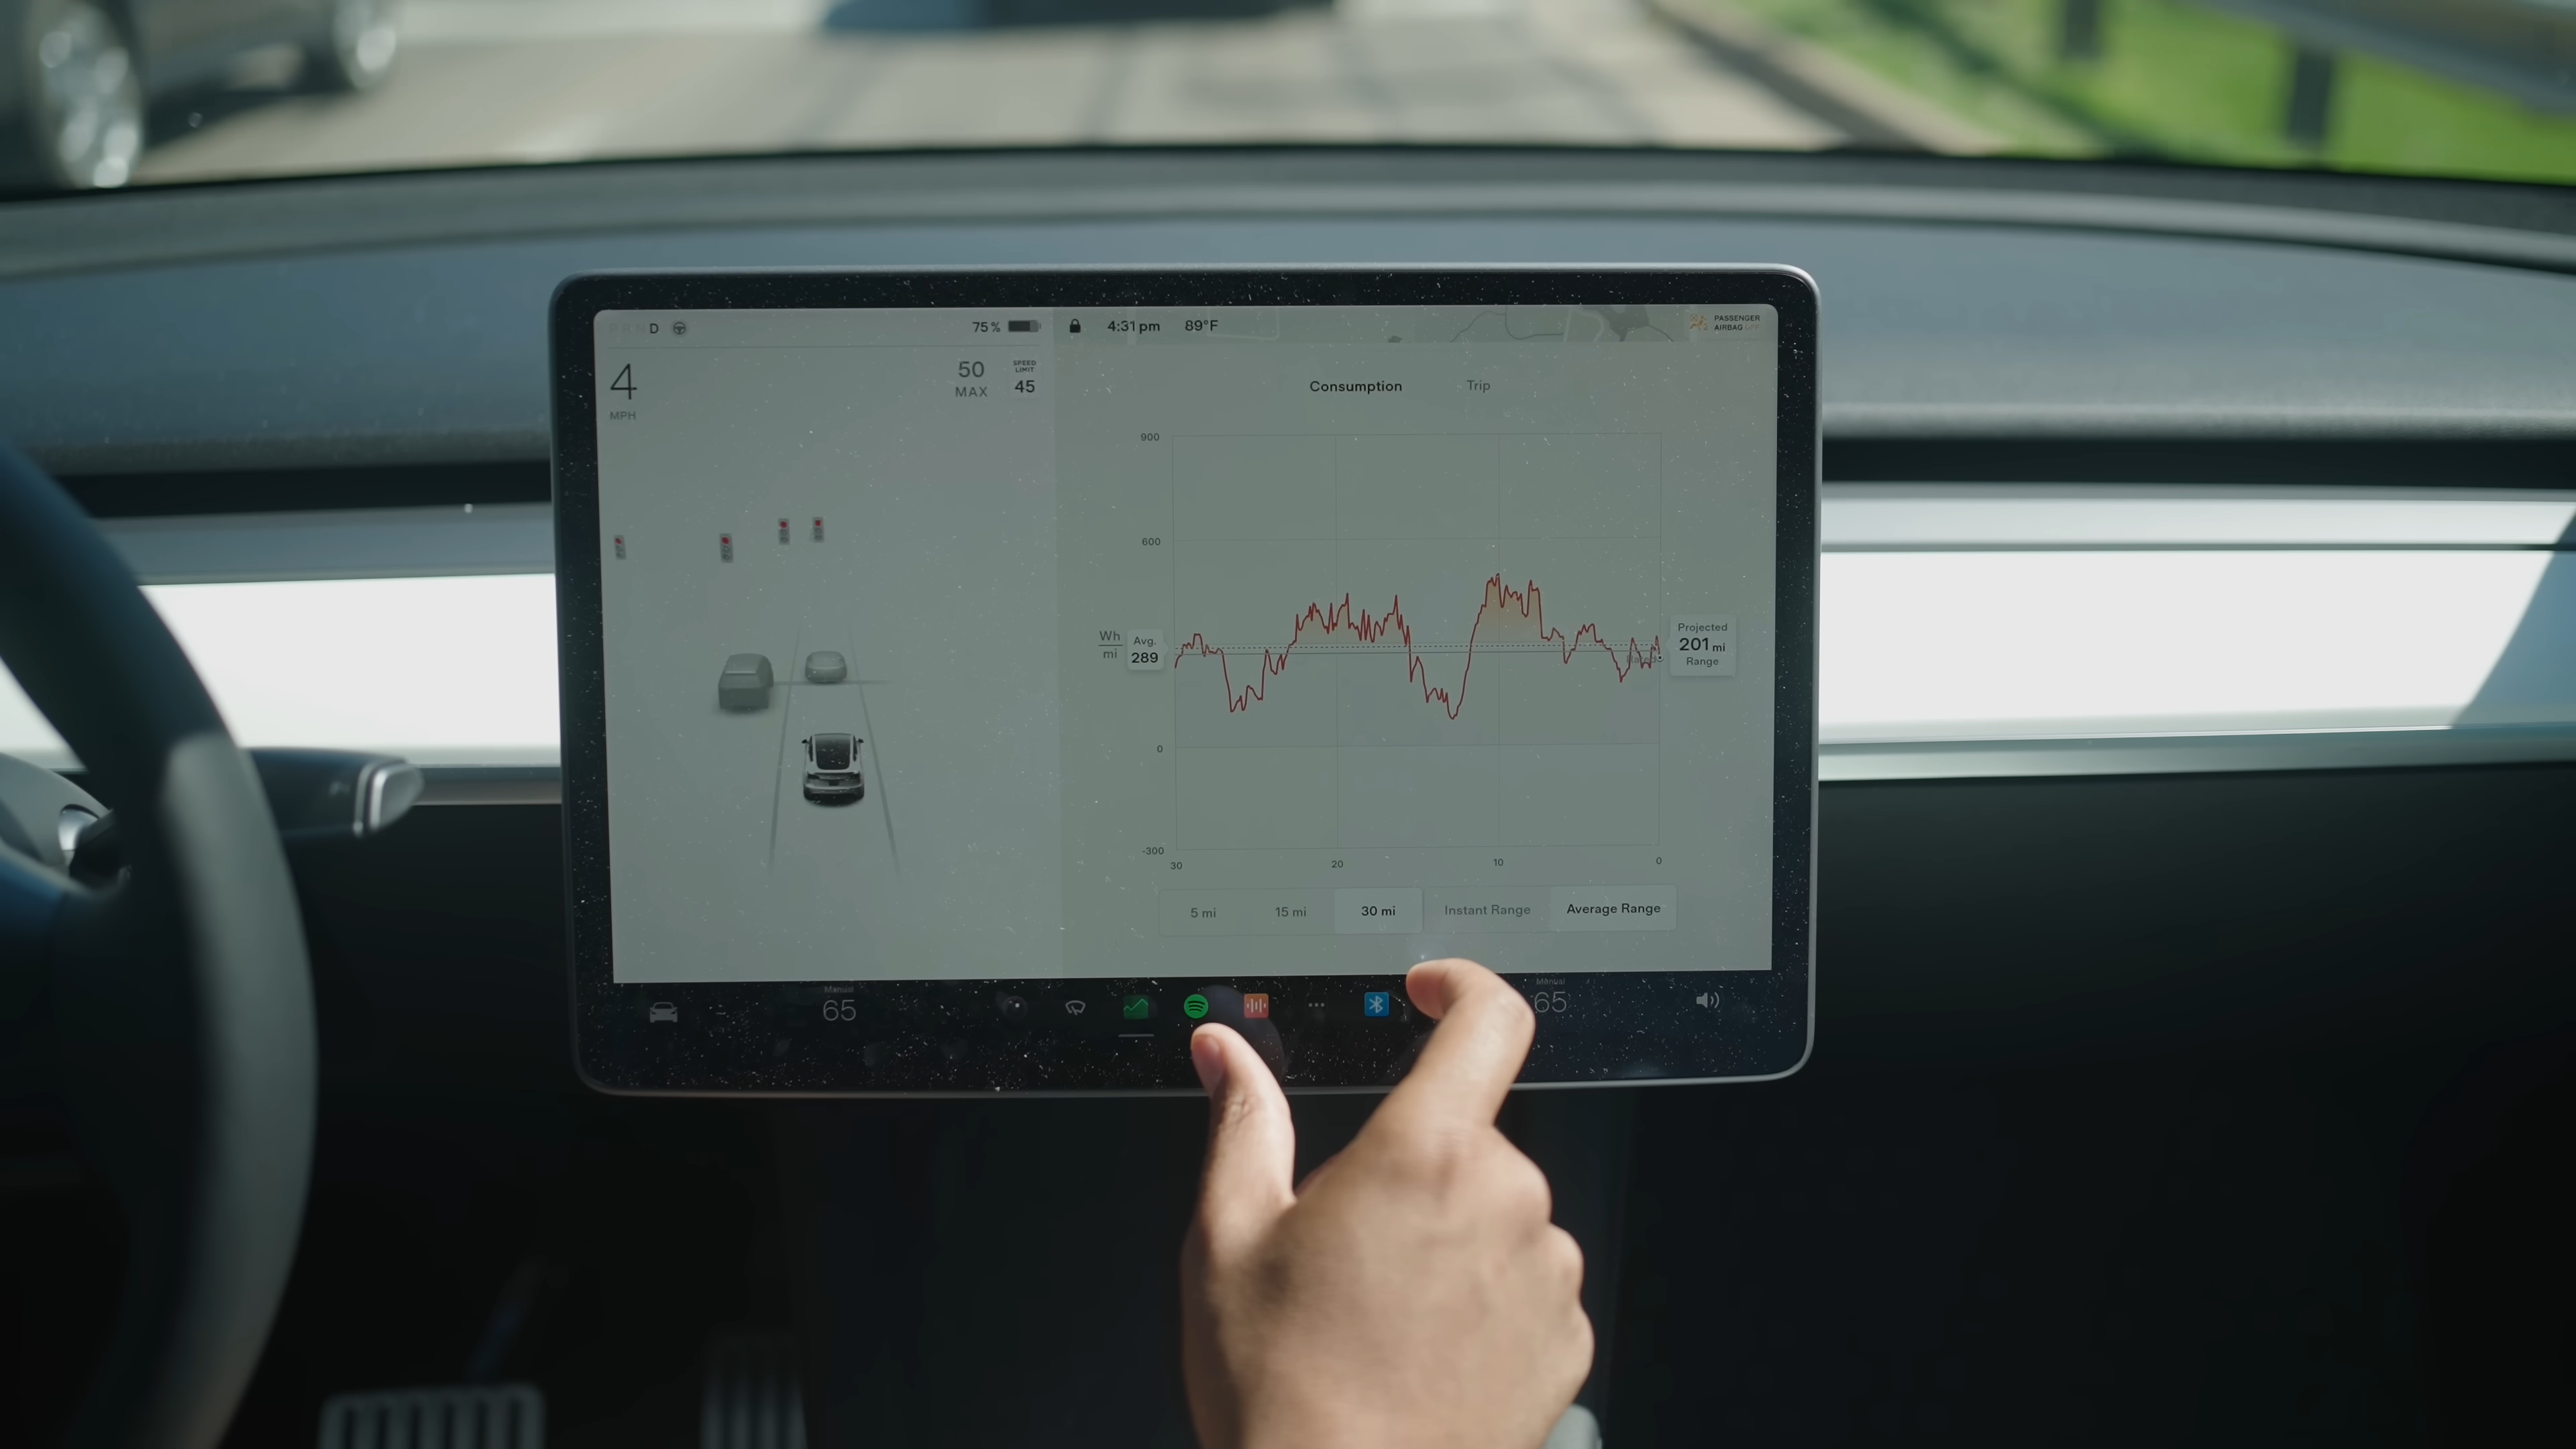 P R N D
75 %
4:31 pm 89°F
PASSENGER
AIRBAG OFF
4
MPH
50
MAX
SPEED
LIMIT
45
Consumption Trip
900
600
Wh
mi
Avg.
289
Projected
201 mi
Range
0
-300
30 20 10 0
5 mi 15 mi 30 mi Instant Range Average Range
Manual
65
Manual
65